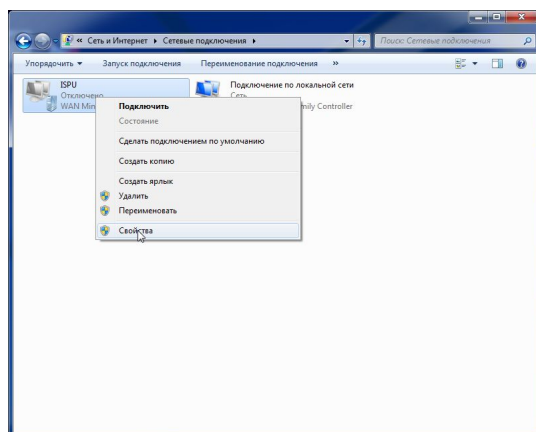 « Сеть и Интернет ▸ Сетевые подключения ▸
Поиск: Сетевые подключения
Упорядочить ▾ Запуск подключения Переименование подключения »
ISPU
Отключено
WAN Min
Подключение по локальной сети
Сеть
mily Controller
Подключить
Состояние
Сделать подключением по умолчанию
Создать копию
Создать ярлык
Удалить
Переименовать
Свойства